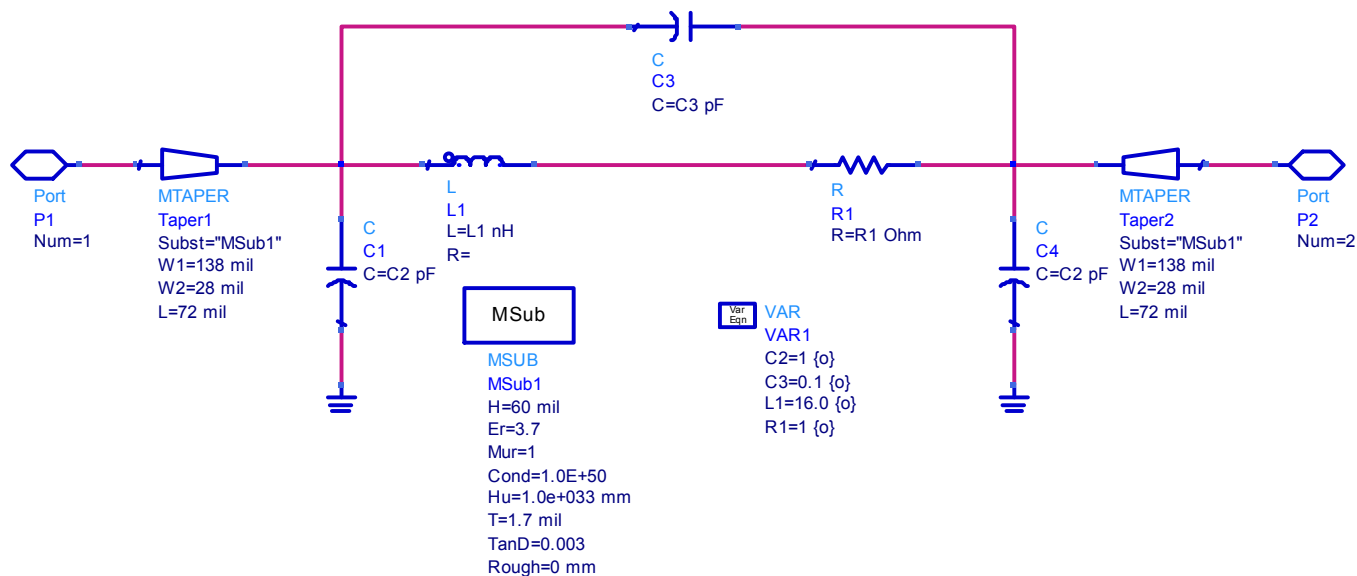 C
C3
C=C3 pF
Port
P1
Num=1
MTAPER
Taper1
Subst="MSub1"
W1=138 mil
W2=28 mil
L=72 mil
C
C1
C=C2 pF
L
L1
L=L1 nH
R=
R
R1
R=R1 Ohm
C
C4
C=C2 pF
MTAPER
Taper2
Subst="MSub1"
W1=138 mil
W2=28 mil
L=72 mil
Port
P2
Num=2
MSub
MSUB
MSub1
H=60 mil
Er=3.7
Mur=1
Cond=1.0E+50
Hu=1.0e+033 mm
T=1.7 mil
TanD=0.003
Rough=0 mm
Var
Eqn
VAR
VAR1
C2=1 {o}
C3=0.1 {o}
L1=16.0 {o}
R1=1 {o}